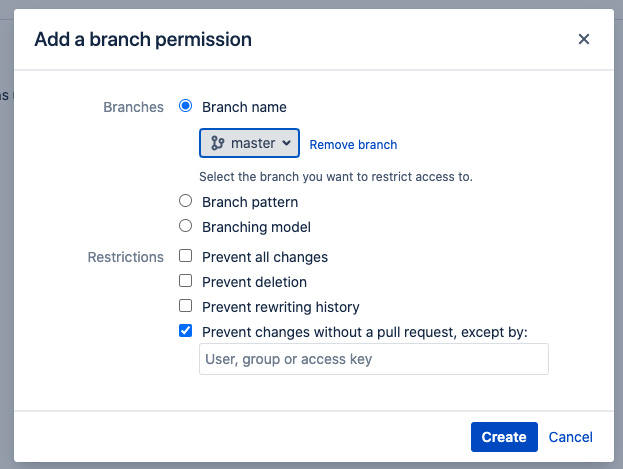 Add a branch permission
Branches
Branch name
master
Remove branch
Select the branch you want to restrict access to.
Branch pattern
Branching model
Restrictions
Prevent all changes
Prevent deletion
Prevent rewriting history
Prevent changes without a pull request, except by:
User, group or access key
Create
Cancel